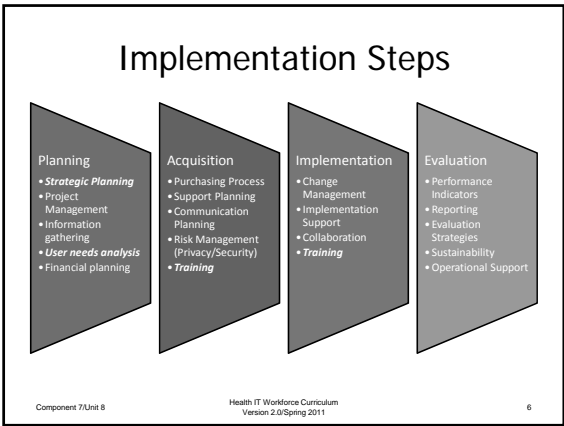 Implementation Steps
Planning
• Strategic Planning
• Project
Management
• Information
gathering
• User needs analysis
• Financial planning
Acquisition
• Purchasing Process
• Support Planning
• Communication
Planning
• Risk Management
(Privacy/Security)
• Training
Implementation
• Change
Management
• Implementation
Support
• Collaboration
• Training
Evaluation
• Performance
Indicators
• Reporting
• Evaluation
Strategies
• Sustainability
• Operational Support
Component 7/Unit 8
Health IT Workforce Curriculum
Version 2.0/Spring 2011
6